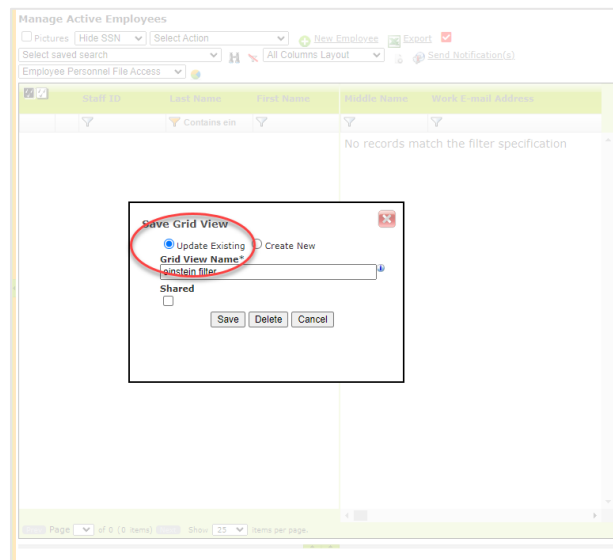 Manage Active Employees
Pictures Hide SSN Select Action New Employee Export
Select saved search All Columns Layout Send Notification(s)
Employee Personnel File Access
Staff ID Last Name First Name Middle Name Work E-mail Address
Contains ein
No records match the filter specification
Save Grid View
Update Existing Create New
Grid View Name*
einstein filter
Shared
Save Delete Cancel
Page of 0 (0 items) Show 25 items per page.